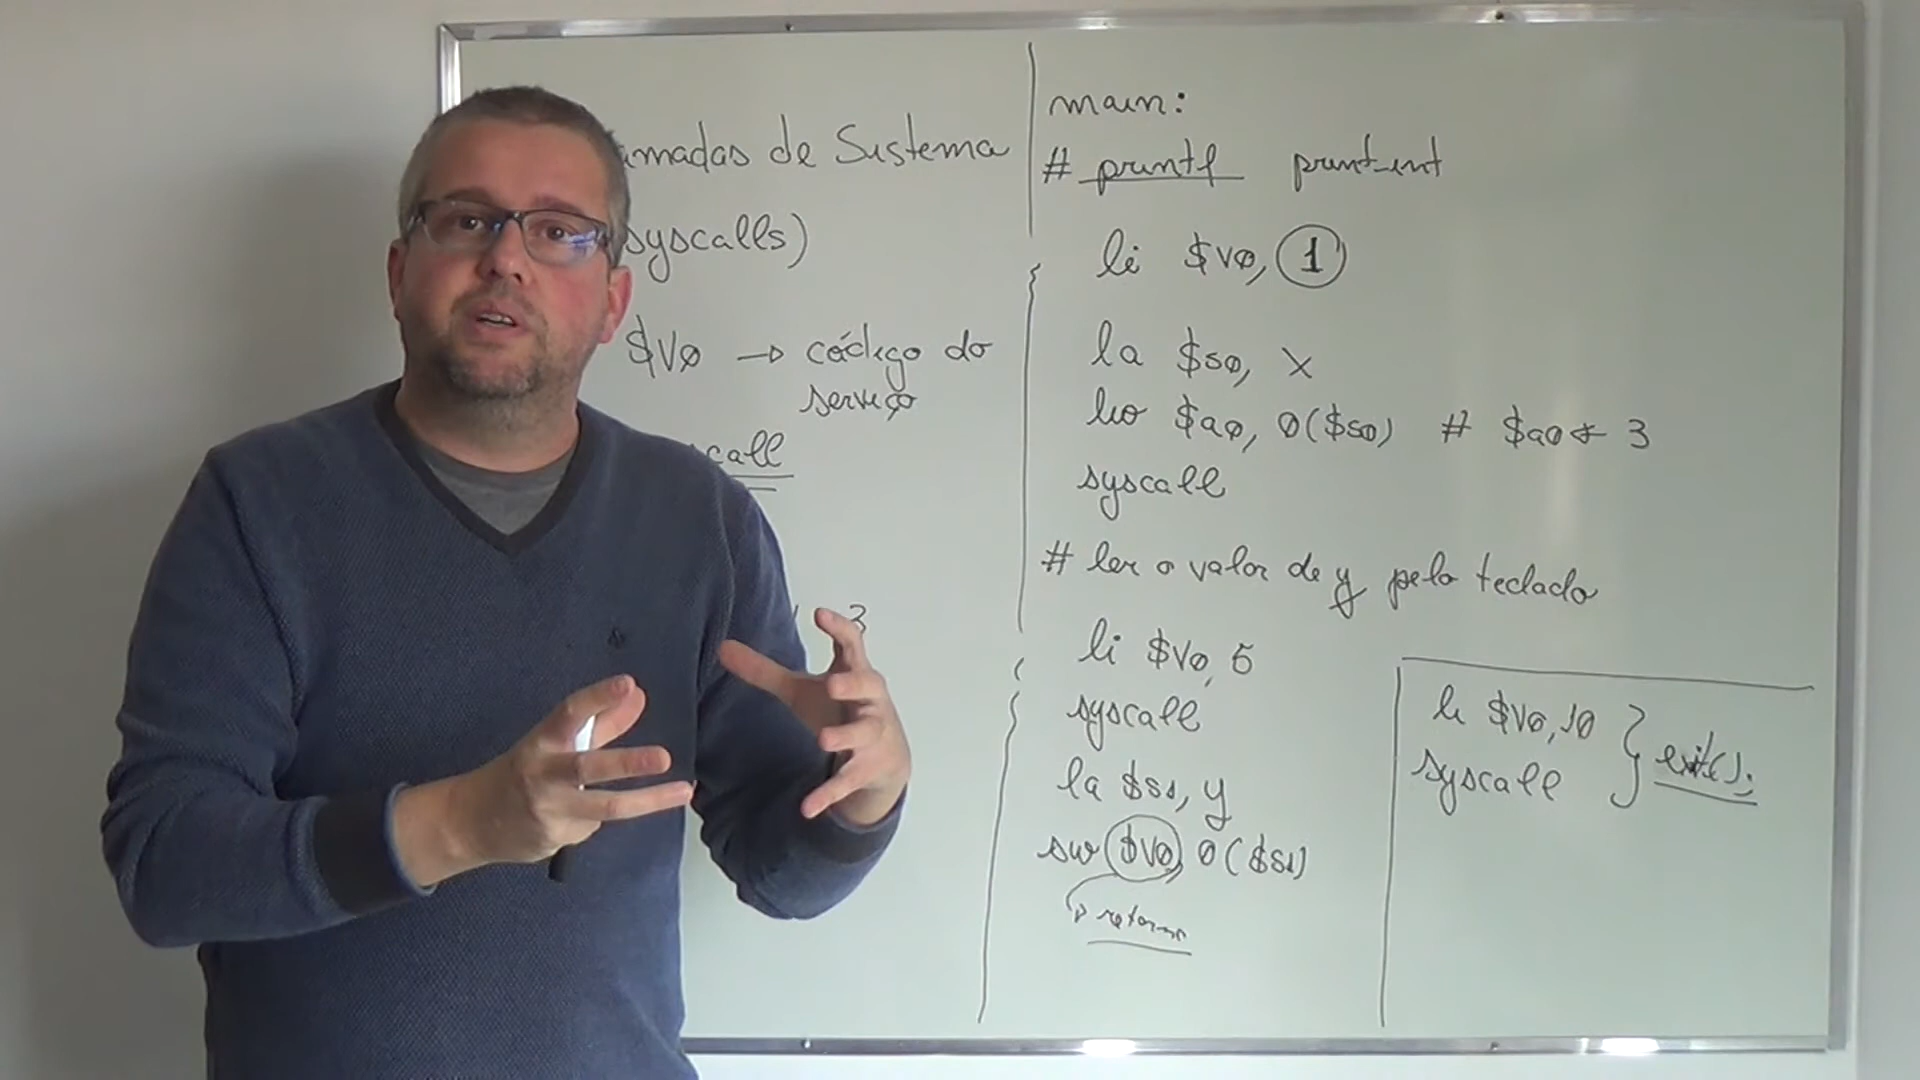 amadas de Sistema
syscalls)
$v0 → código do
serviço
call
3
main:
# printf print_int
li $v0, 1
la $s0, x
lw $a0, 0($s0) # $a0 ← 3
syscall
# ler o valor de y pelo teclado
li $v0, 5
syscall
la $s1, y
sw $v0, 0($s1)
retorno
li $v0, 10
syscall
exit();